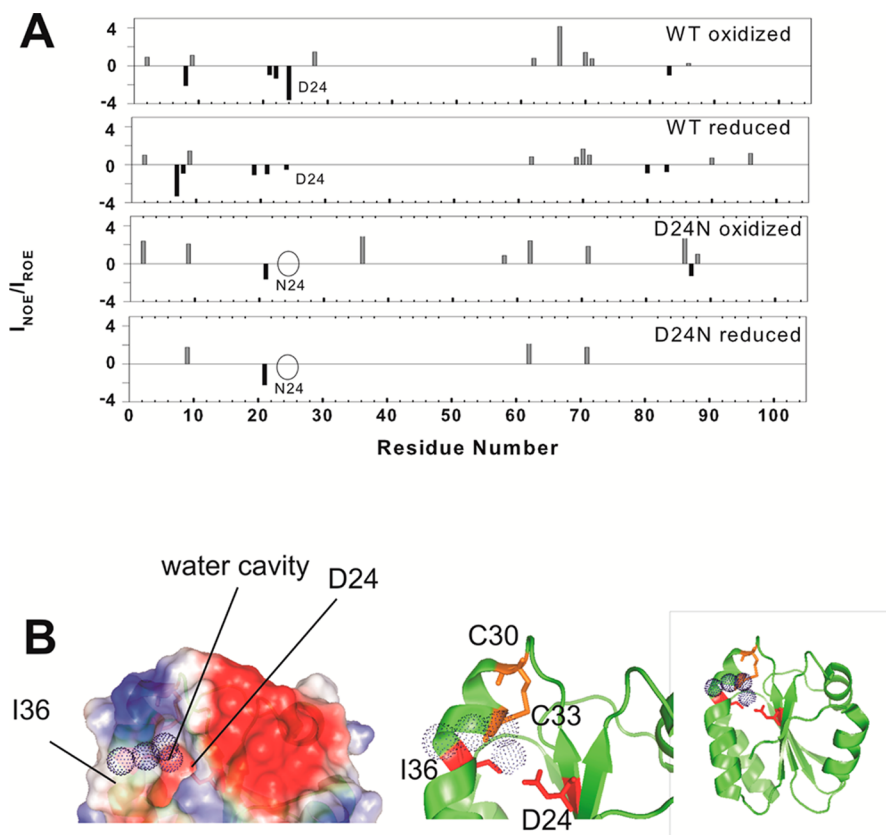 A
INOE/IROE
4
0
-4
WT oxidized
D24
4
0
-4
WT reduced
D24
4
0
-4
D24N oxidized
N24
4
0
-4
D24N reduced
N24
0 10 20 30 40 50 60 70 80 90 100
Residue Number
B
water cavity
D24
I36
C30
C33
I36
D24